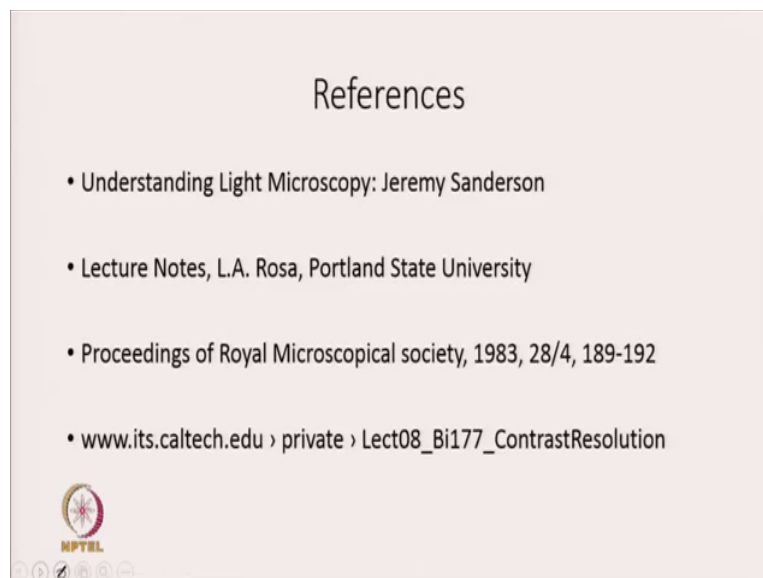 References
• Understanding Light Microscopy: Jeremy Sanderson
• Lecture Notes, L.A. Rosa, Portland State University
• Proceedings of Royal Microscopical society, 1983, 28/4, 189-192
• www.its.caltech.edu › private › Lect08_Bi177_ContrastResolution
NPTEL